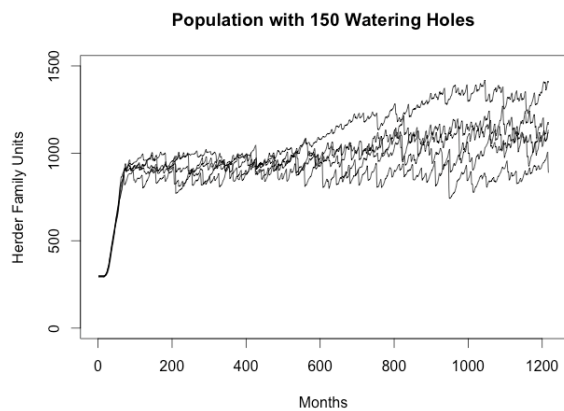 Population with 150 Watering Holes
1500
1000
500
0
Herder Family Units
0 200 400 600 800 1000 1200
Months